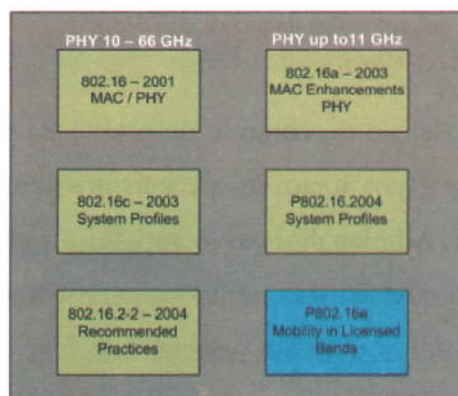 PHY 10 – 66 GHz
PHY up to11 GHz
802.16 – 2001
MAC / PHY
802.16a – 2003
MAC Enhancements
PHY
802.16c – 2003
System Profiles
P802.16.2004
System Profiles
802.16.2-2 – 2004
Recommended
Practices
P802.16e
Mobility in Licensed
Bands